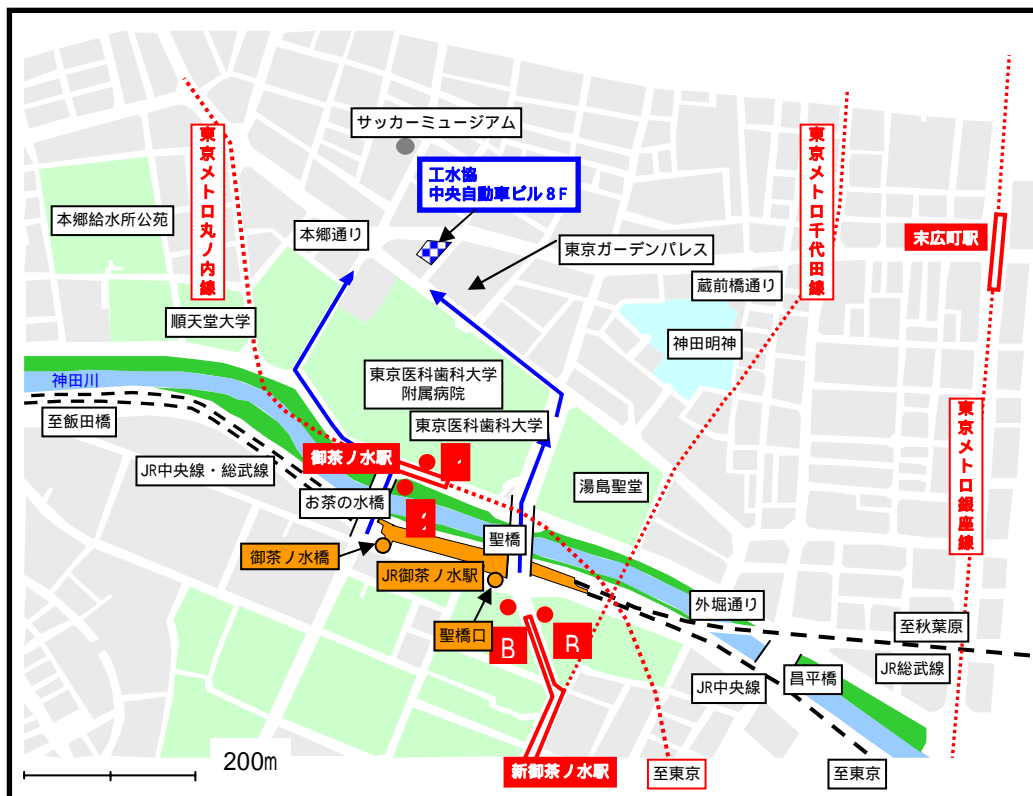 サッカーミュージアム
工水協
中央自動車ビル8F
東京メトロ丸ノ内線
東京メトロ千代田線
本郷給水所公苑
本郷通り
東京ガーデンパレス
末広町駅
蔵前橋通り
順天堂大学
神田明神
神田川
東京医科歯科大学
附属病院
至飯田橋
東京医科歯科大学
東京メトロ銀座線
御茶ノ水駅
JR中央線・総武線
湯島聖堂
お茶の水橋
聖橋
御茶ノ水橋
JR御茶ノ水駅
外堀通り
聖橋口
B
至秋葉原
JR総武線
JR中央線
昌平橋
200m
新御茶ノ水駅
至東京
至東京